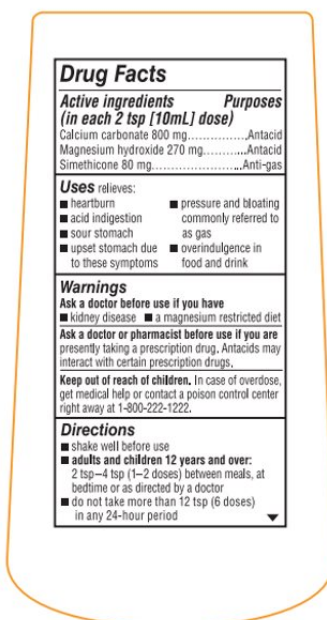 Drug Facts
Active ingredients Purposes
(in each 2 tsp [10mL] dose)
Calcium carbonate 800 mg................Antacid
Magnesium hydroxide 270 mg...........Antacid
Simethicone 80 mg........................Anti-gas
Uses relieves:
■ heartburn
■ acid indigestion
■ sour stomach
■ upset stomach due
to these symptoms
■ pressure and bloating
commonly referred to
as gas
■ overindulgence in
food and drink
Warnings
Ask a doctor before use if you have
■ kidney disease ■ a magnesium restricted diet
Ask a doctor or pharmacist before use if you are
presently taking a prescription drug. Antacids may
interact with certain prescription drugs.
Keep out of reach of children. In case of overdose,
get medical help or contact a poison control center
right away at 1-800-222-1222.
Directions
■ shake well before use
■ adults and children 12 years and over:
2 tsp–4 tsp (1–2 doses) between meals, at
bedtime or as directed by a doctor
■ do not take more than 12 tsp (6 doses)
in any 24-hour period